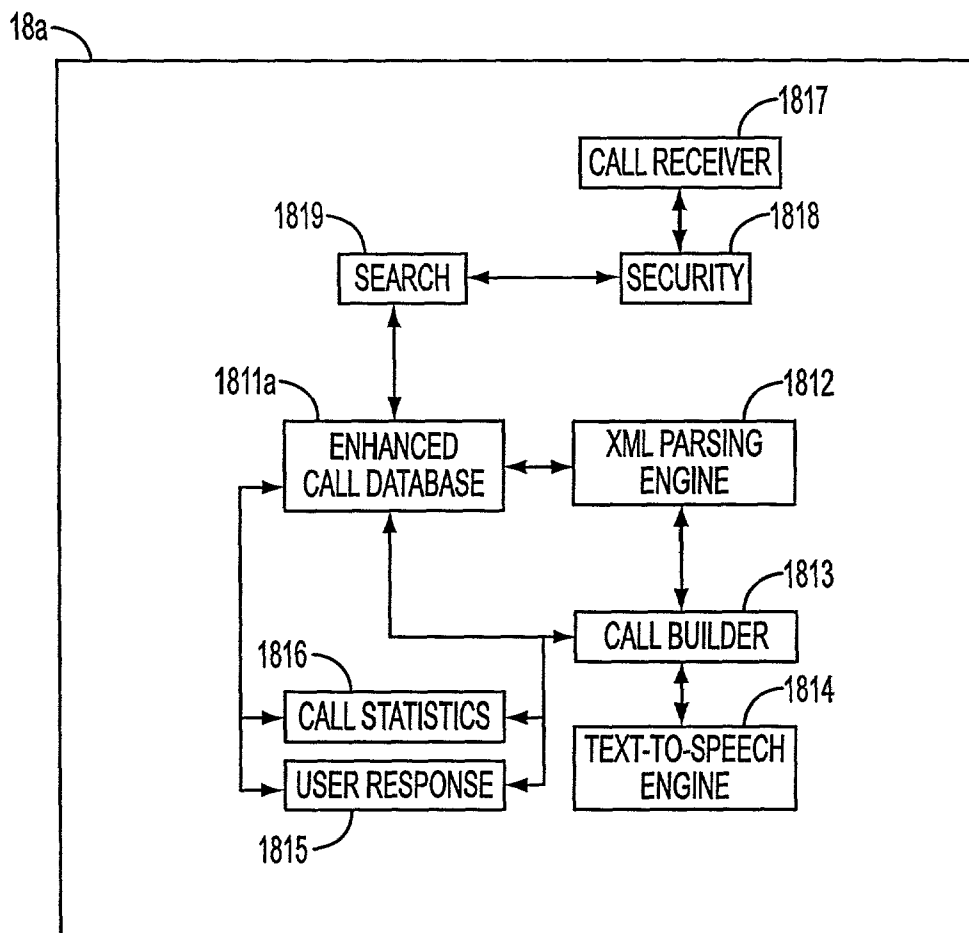 18a
1817
CALL RECEIVER
1819
1818
SEARCH
SECURITY
1811a
1812
ENHANCED
CALL DATABASE
XML PARSING
ENGINE
1813
CALL BUILDER
1816
CALL STATISTICS
1814
TEXT-TO-SPEECH
ENGINE
USER RESPONSE
1815